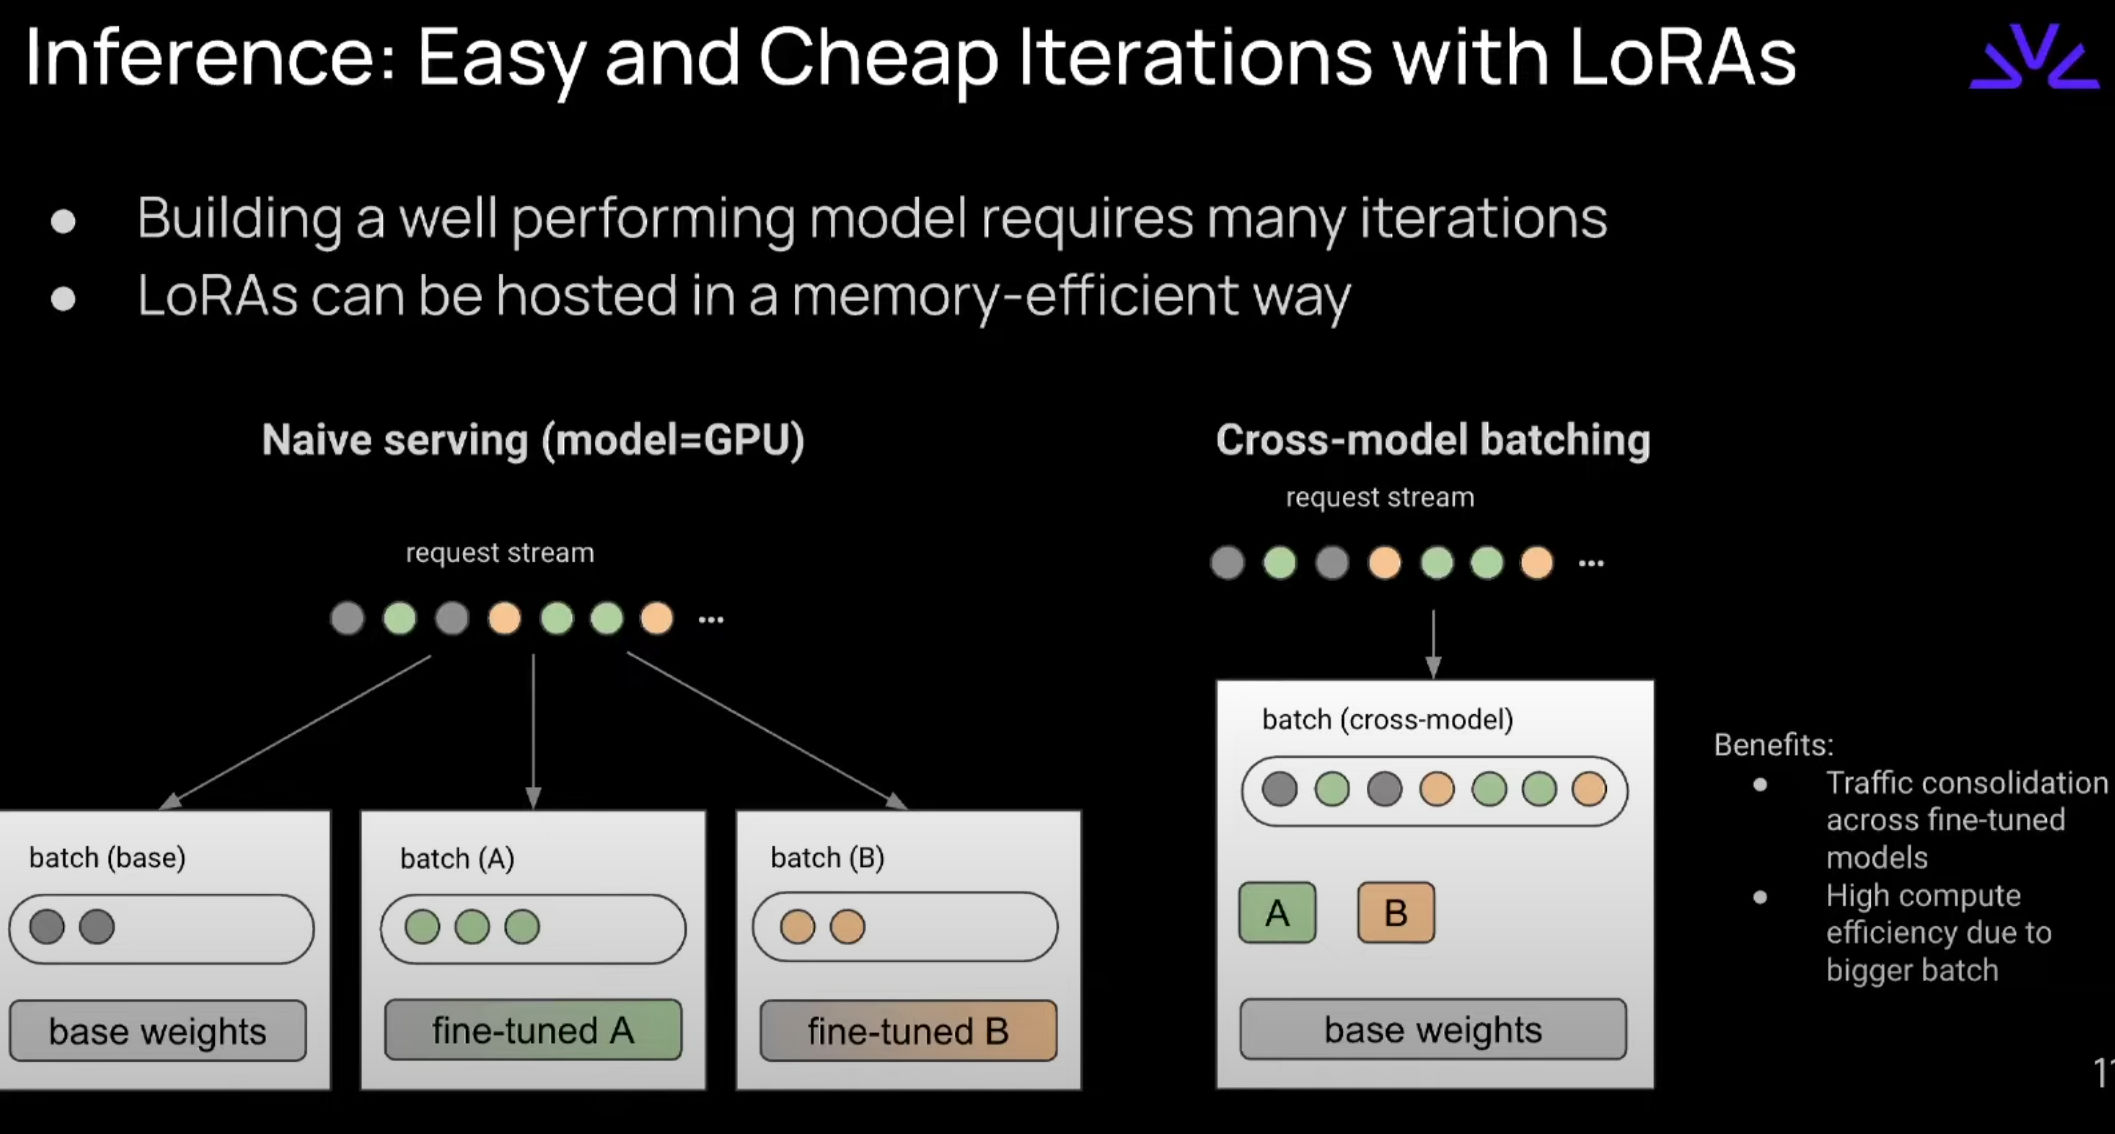 Inference: Easy and Cheap Iterations with LoRAs
● Building a well performing model requires many iterations
● LoRAs can be hosted in a memory-efficient way
Naive serving (model=GPU)
request stream
...
batch (base)
base weights
batch (A)
fine-tuned A
batch (B)
fine-tuned B
Cross-model batching
request stream
...
batch (cross-model)
A
B
base weights
Benefits:
● Traffic consolidation
across fine-tuned
models
● High compute
efficiency due to
bigger batch